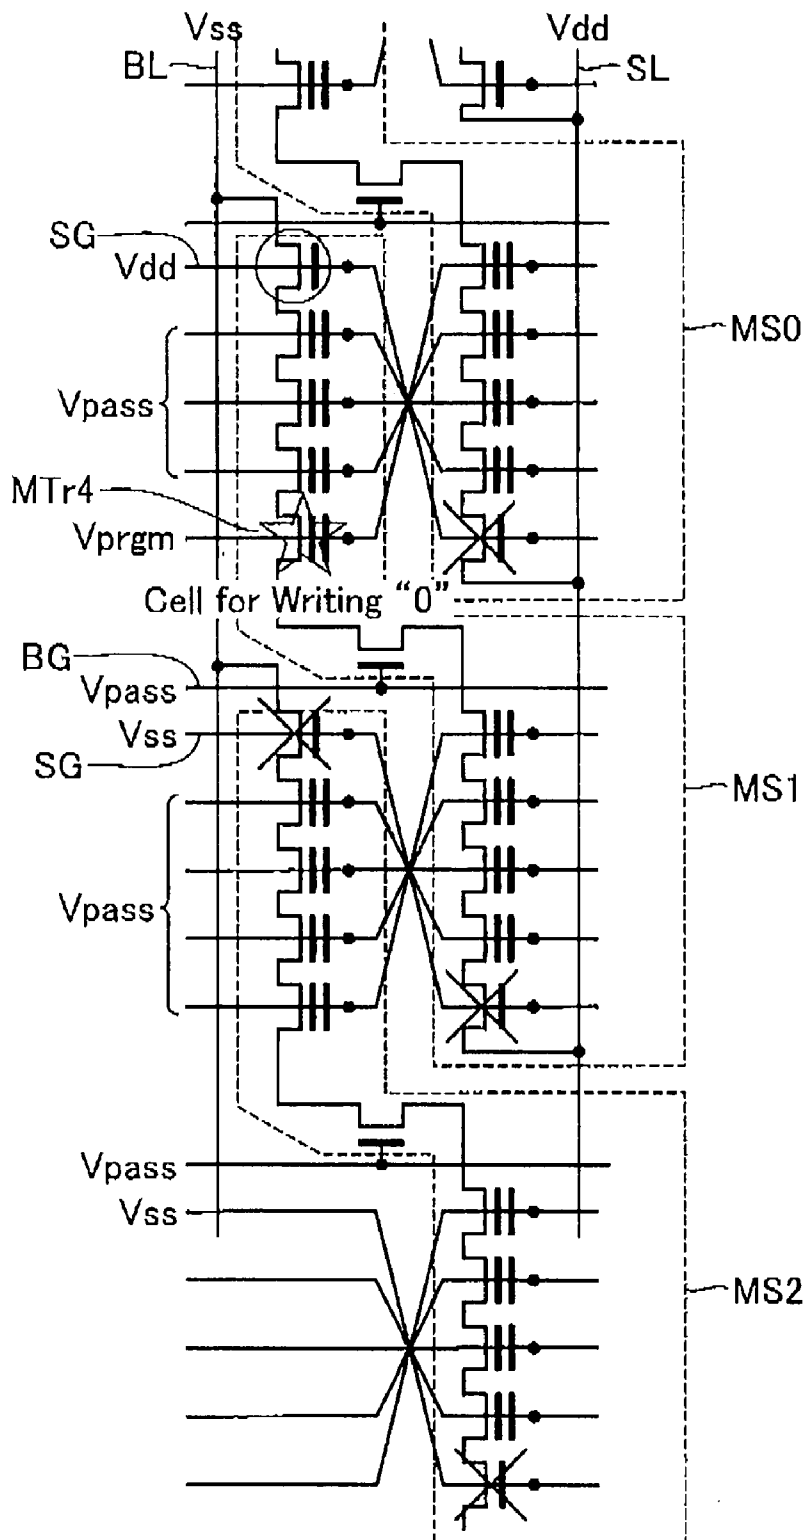 Vss Vdd
BL SL
SG
Vdd
MS0
Vpass
MTr4
Vprgm
Cell for Writing “0”
BG
Vpass
Vss
SG
MS1
Vpass
Vpass
Vss
MS2